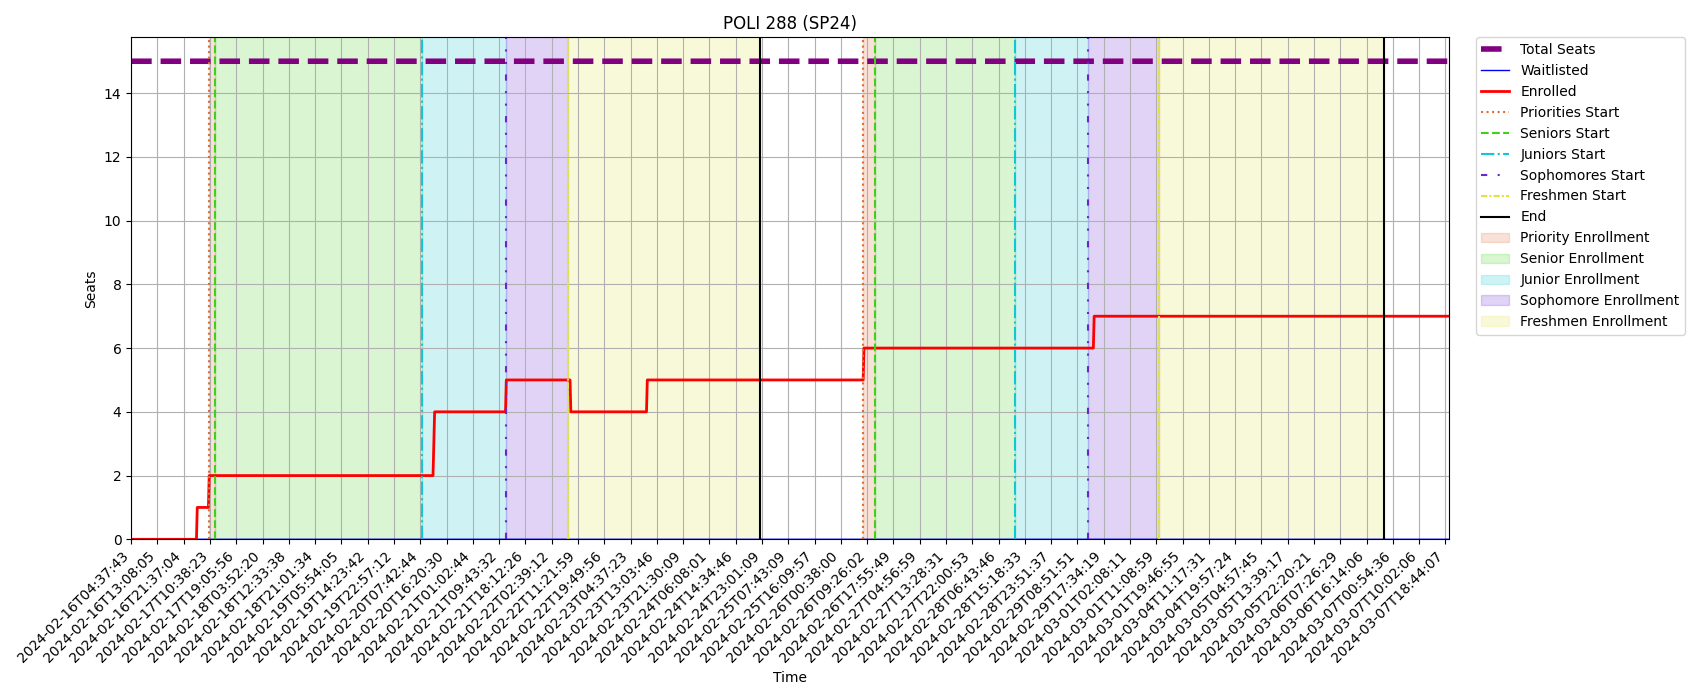 POLI 288 (SP24)
Total Seats
Waitlisted
Enrolled
Priorities Start
Seniors Start
Juniors Start
Sophomores Start
Freshmen Start
End
Priority Enrollment
Senior Enrollment
Junior Enrollment
Sophomore Enrollment
Freshmen Enrollment
Seats
14
12
10
8
6
4
2
0
2024-02-16T04:37:43
2024-02-16T13:08:05
2024-02-16T21:37:04
2024-02-17T10:38:23
2024-02-17T19:05:56
2024-02-18T03:52:20
2024-02-18T12:33:38
2024-02-18T21:01:34
2024-02-19T05:54:05
2024-02-19T14:23:42
2024-02-19T22:57:12
2024-02-20T07:42:44
2024-02-20T16:20:30
2024-02-21T01:02:44
2024-02-21T09:43:32
2024-02-21T18:12:26
2024-02-22T02:39:12
2024-02-22T11:21:59
2024-02-22T19:49:56
2024-02-23T04:37:23
2024-02-23T13:03:46
2024-02-23T21:30:09
2024-02-24T06:08:01
2024-02-24T14:34:46
2024-02-24T23:01:09
2024-02-25T07:43:09
2024-02-25T16:09:57
2024-02-26T00:38:00
2024-02-26T09:26:02
2024-02-26T17:55:49
2024-02-27T04:56:59
2024-02-27T13:28:31
2024-02-27T22:00:53
2024-02-28T06:43:46
2024-02-28T15:18:33
2024-02-28T23:51:37
2024-02-29T08:51:51
2024-02-29T17:34:19
2024-03-01T02:08:11
2024-03-01T11:08:59
2024-03-01T19:46:55
2024-03-04T11:17:31
2024-03-04T19:57:24
2024-03-05T04:57:45
2024-03-05T13:39:17
2024-03-05T22:20:21
2024-03-06T07:26:29
2024-03-06T16:14:06
2024-03-07T00:54:36
2024-03-07T10:02:06
2024-03-07T18:44:07
Time